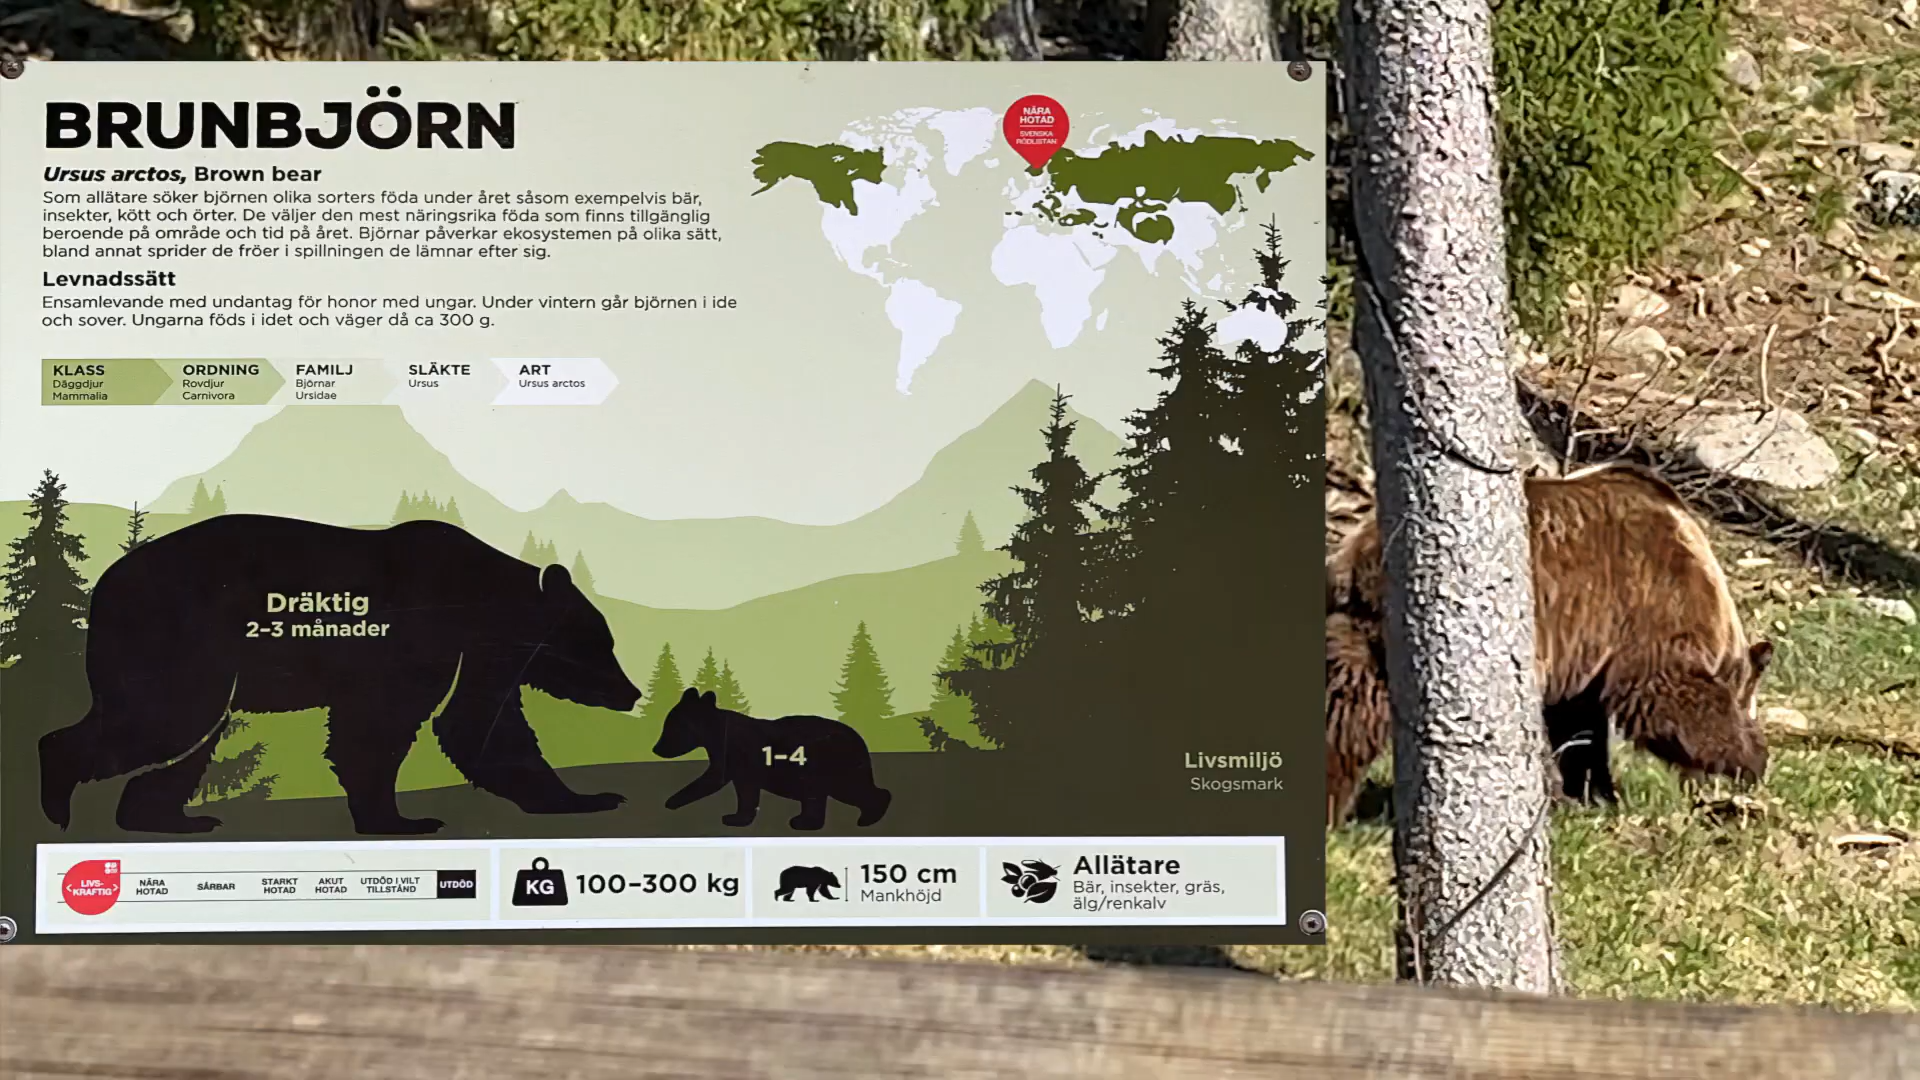 BRUNBJÖRN
Ursus arctos, Brown bear
Som allätare söker björnen olika sorters föda under året såsom exempelvis bär,
insekter, kött och örter. De väljer den mest näringsrika föda som finns tillgänglig
beroende på område och tid på året. Björnar påverkar ekosystemen på olika sätt,
bland annat sprider de fröer i spillningen de lämnar efter sig.
Levnadssätt
Ensamlevande med undantag för honor med ungar. Under vintern går björnen i ide
och sover. Ungarna föds i idet och väger då ca 300 g.
NÄRA
HOTAD
SVENSKA
RÖDLISTAN
KLASS
Däggdjur
Mammalia
ORDNING
Rovdjur
Carnivora
FAMILJ
Björnar
Ursidae
SLÄKTE
Ursus
ART
Ursus arctos
Dräktig
2–3 månader
1–4
Livsmiljö
Skogsmark
LIVS-
KRAFTIG
NÄRA
HOTAD
SÅRBAR
STARKT
HOTAD
AKUT
HOTAD
UTDÖD I VILT
TILLSTÅND
UTDÖD
KG
100–300 kg
150 cm
Mankhöjd
Allätare
Bär, insekter, gräs,
älg/renkalv